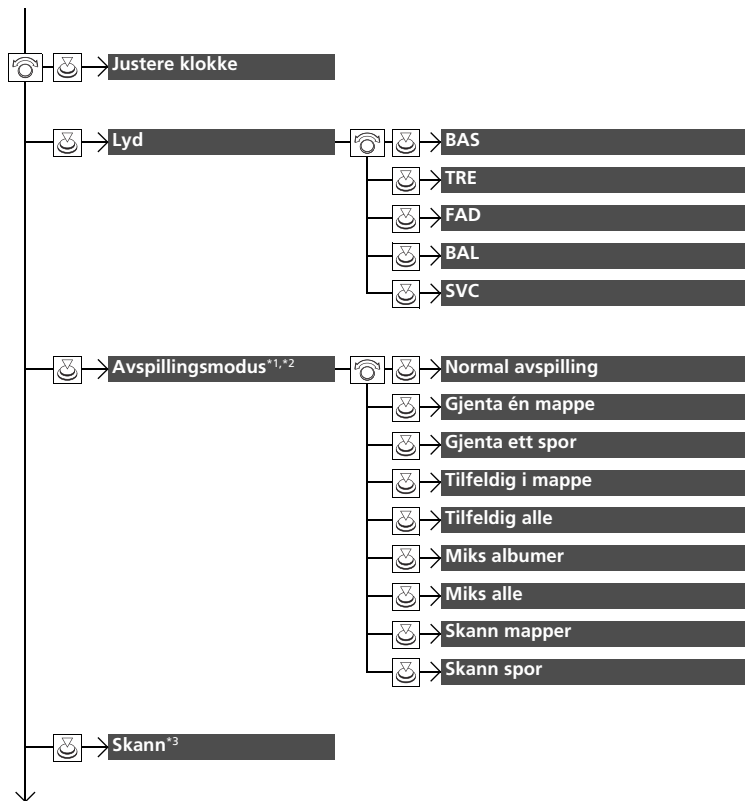 Justere klokke
Lyd
BAS
TRE
FAD
BAL
SVC
Avspillingsmodus*1,*2
Normal avspilling
Gjenta én mappe
Gjenta ett spor
Tilfeldig i mappe
Tilfeldig alle
Miks albumer
Miks alle
Skann mapper
Skann spor
Skann*3